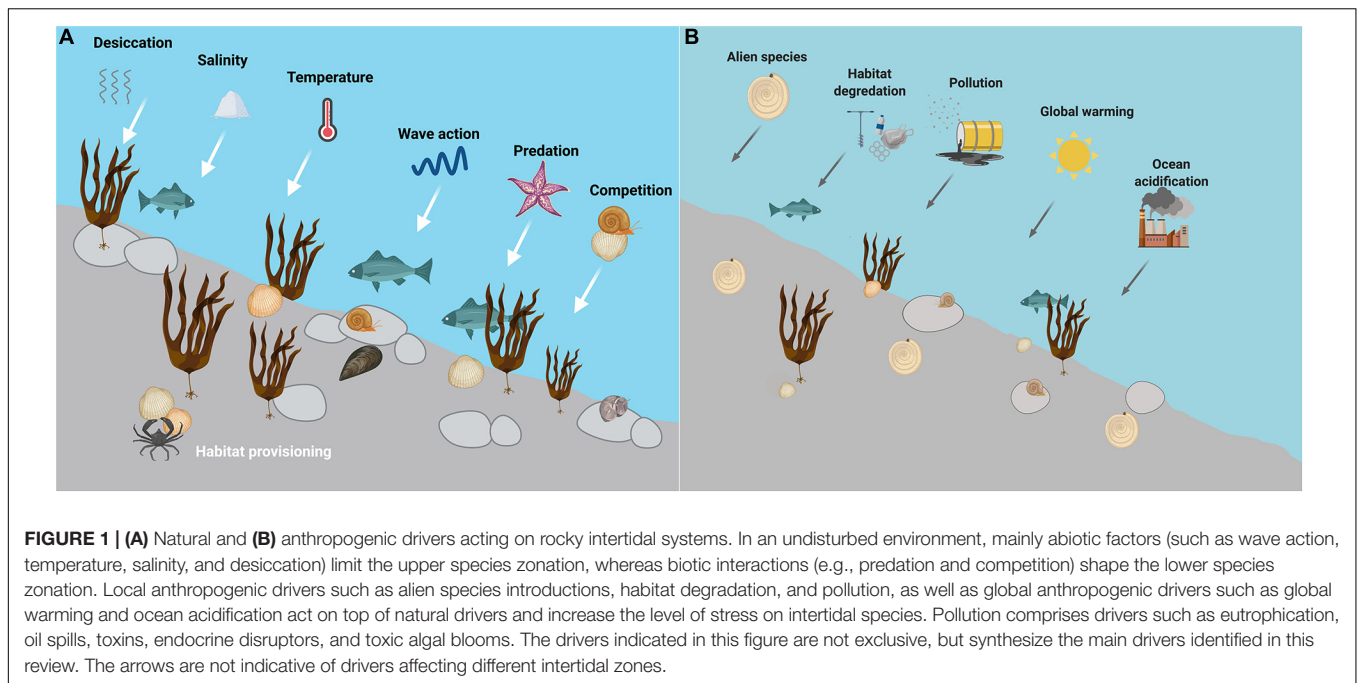 A
Desiccation
Salinity
Temperature
Wave action
Predation
Competition
Habitat provisioning
B
Alien species
Habitat
degredation
Pollution
Global warming
Ocean
acidification
FIGURE 1 | (A) Natural and (B) anthropogenic drivers acting on rocky intertidal systems. In an undisturbed environment, mainly abiotic factors (such as wave action,
temperature, salinity, and desiccation) limit the upper species zonation, whereas biotic interactions (e.g., predation and competition) shape the lower species
zonation. Local anthropogenic drivers such as alien species introductions, habitat degradation, and pollution, as well as global anthropogenic drivers such as global
warming and ocean acidification act on top of natural drivers and increase the level of stress on intertidal species. Pollution comprises drivers such as eutrophication,
oil spills, toxins, endocrine disruptors, and toxic algal blooms. The drivers indicated in this figure are not exclusive, but synthesize the main drivers identified in this
review. The arrows are not indicative of drivers affecting different intertidal zones.